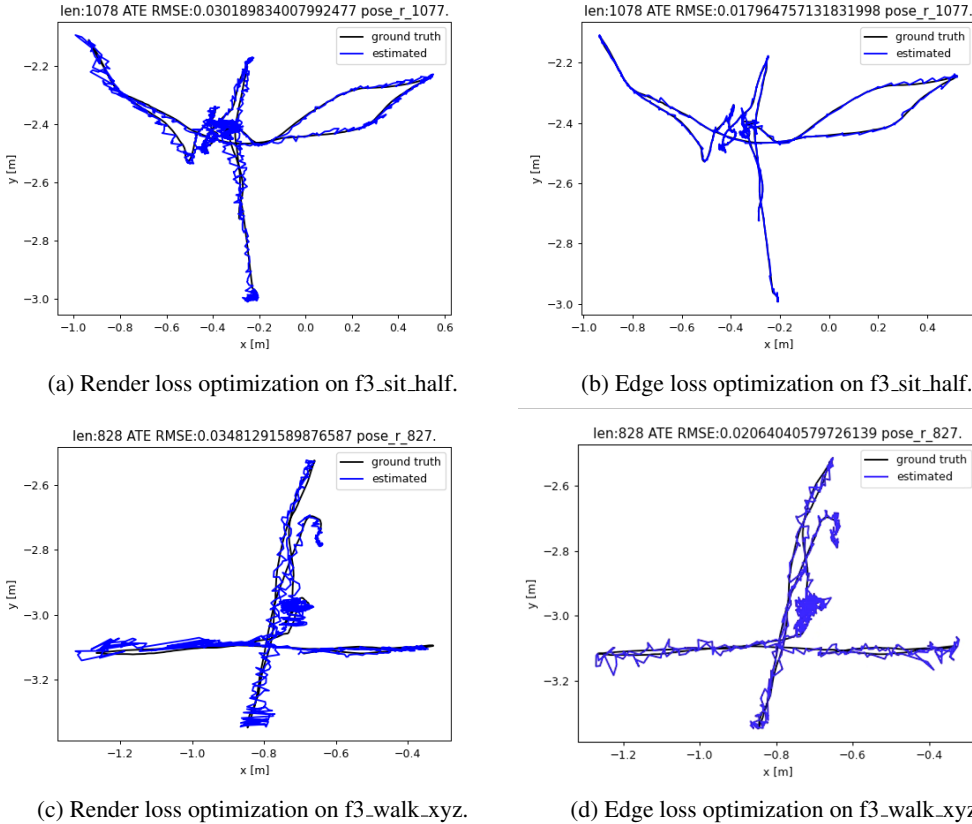 len:1078 ATE RMSE:0.030189834007992477 pose_r_1077.
ground truth
estimated
−2.2
−2.4
−2.6
−2.8
−3.0
y [m]
−1.0 −0.8 −0.6 −0.4 −0.2 0.0 0.2 0.4 0.6
x [m]
(a) Render loss optimization on f3_sit_half.
len:1078 ATE RMSE:0.017964757131831998 pose_r_1077.
ground truth
estimated
−2.2
−2.4
−2.6
−2.8
−3.0
y [m]
−1.0 −0.8 −0.6 −0.4 −0.2 0.0 0.2 0.4
x [m]
(b) Edge loss optimization on f3_sit_half.
len:828 ATE RMSE:0.03481291589876587 pose_r_827.
ground truth
estimated
−2.6
−2.8
−3.0
−3.2
y [m]
−1.2 −1.0 −0.8 −0.6 −0.4
x [m]
(c) Render loss optimization on f3_walk_xyz.
len:828 ATE RMSE:0.02064040579726139 pose_r_827.
ground truth
estimated
−2.6
−2.8
−3.0
−3.2
y [m]
−1.2 −1.0 −0.8 −0.6 −0.4
x [m]
(d) Edge loss optimization on f3_walk_xyz